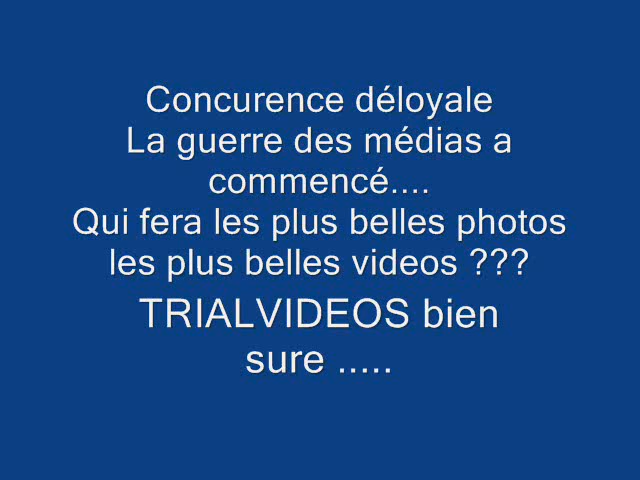 Concurence déloyale
La guerre des médias a
commencé....
Qui fera les plus belles photos
les plus belles videos ???
TRIALVIDEOS bien
sure .....